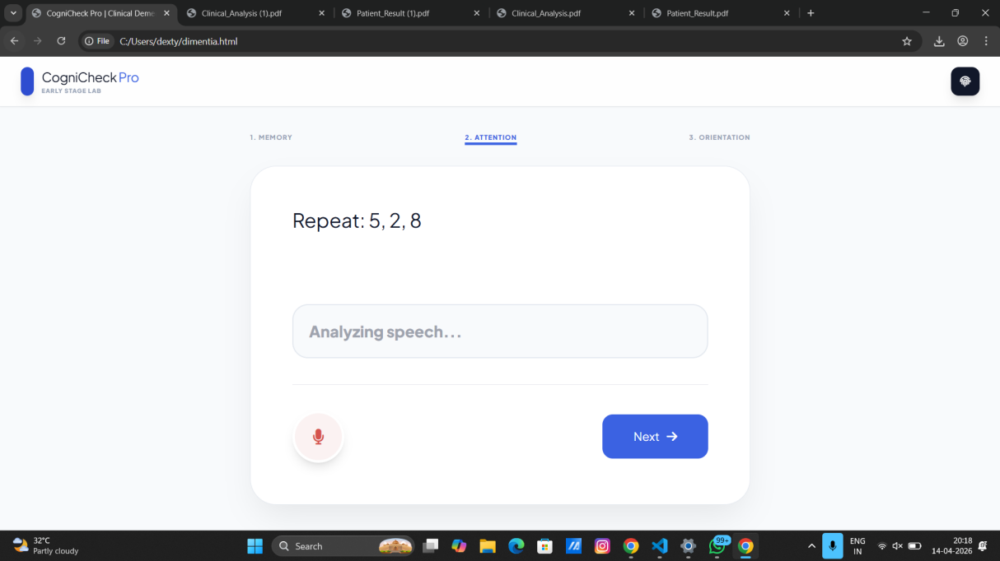 CogniCheck Pro | Clinical Deme
Clinical_Analysis (1).pdf
Patient_Result (1).pdf
Clinical_Analysis.pdf
Patient_Result.pdf
File
C:/Users/dexty/dimentia.html
CogniCheck Pro
EARLY STAGE LAB
1. MEMORY
2. ATTENTION
3. ORIENTATION
Repeat: 5, 2, 8
Analyzing speech...
Next
32°C
Partly cloudy
Search
99+
ENG
IN
20:18
14-04-2026